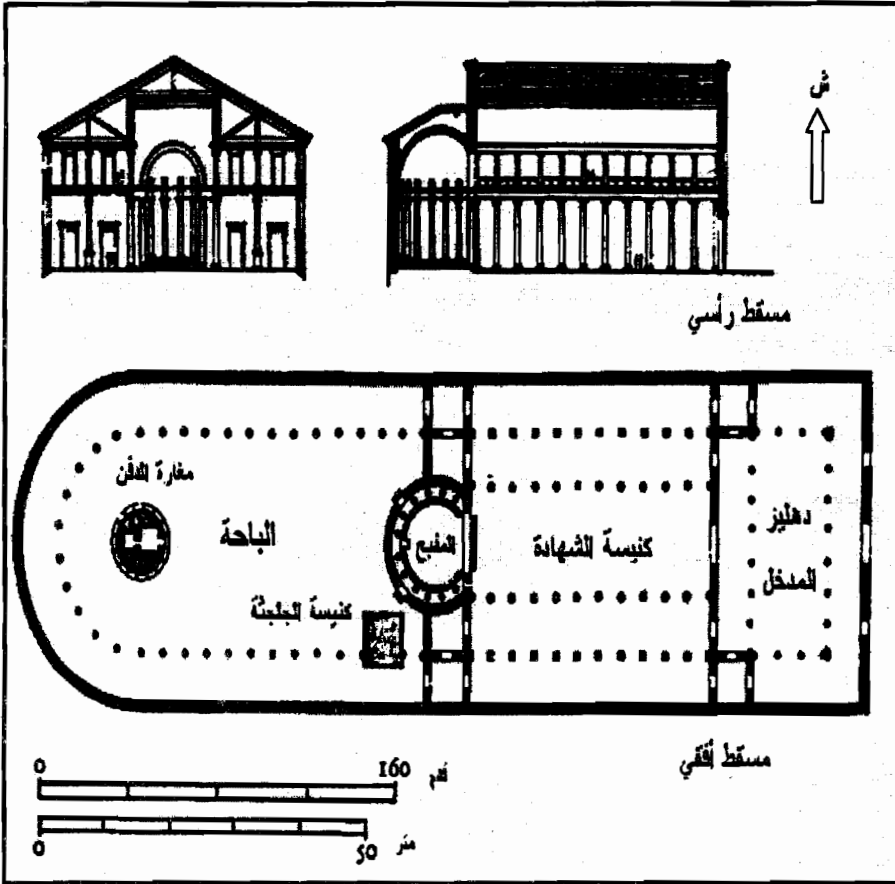 ش
مسقط رأسي
مغارة الدفن
الباحة
المذبح
كنيسة الشهادة
دهليز
المدخل
كنيسة الجلجثة
مسقط أفقي
0 160 قدم
0 50 متر